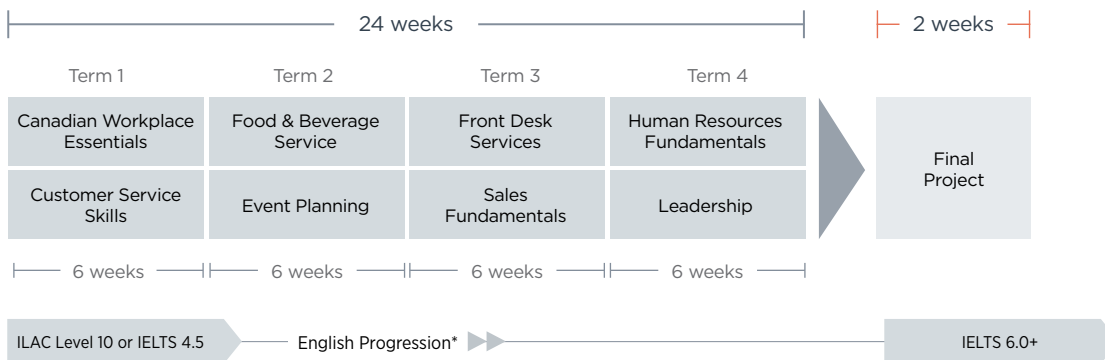 24 weeks
2 weeks
Term 1
Term 2
Term 3
Term 4
Canadian Workplace
Essentials
Food & Beverage
Service
Front Desk
Services
Human Resources
Fundamentals
Final
Project
Customer Service
Skills
Event Planning
Sales
Fundamentals
Leadership
6 weeks
6 weeks
6 weeks
6 weeks
ILAC Level 10 or IELTS 4.5
English Progression*
IELTS 6.0+